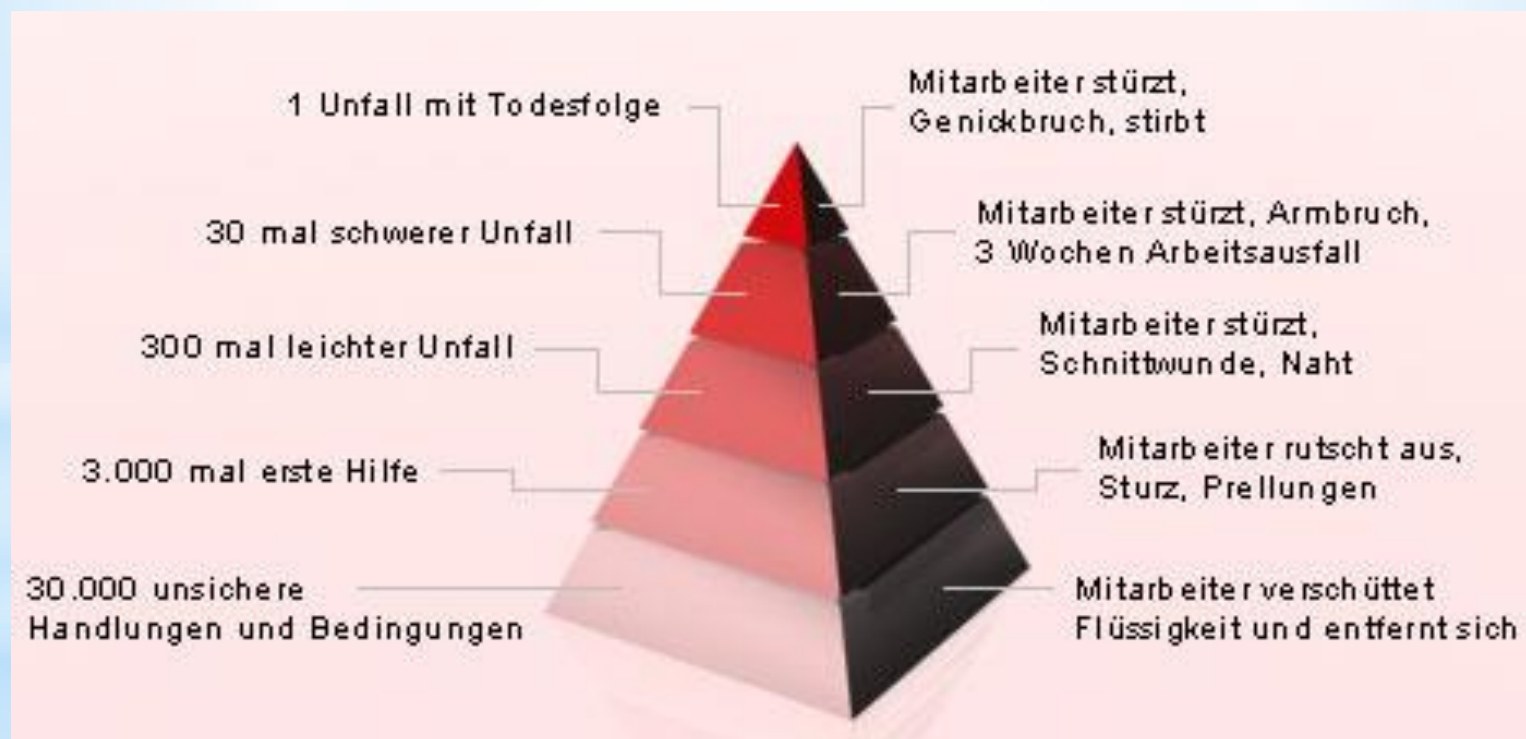 1 Unfall mit Todesfolge
Mitarbeiter stürzt,
Genickbruch, stirbt
30 mal schwerer Unfall
Mitarbeiter stürzt, Armbruch,
3 Wochen Arbeitsausfall
300 mal leichter Unfall
Mitarbeiter stürzt,
Schnittwunde, Naht
3.000 mal erste Hilfe
Mitarbeiter rutscht aus,
Sturz, Prellungen
30.000 unsichere
Handlungen und Bedingungen
Mitarbeiter verschüttet
Flüssigkeit und entfernt sich